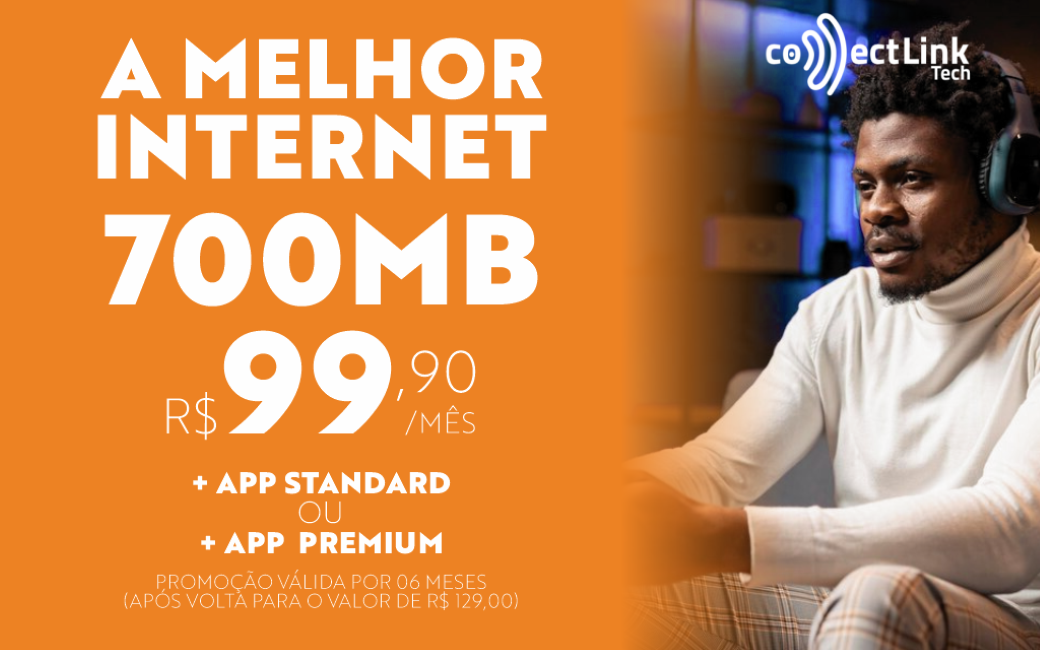 A MELHOR
INTERNET
700MB
R$99,90
/MÊS
+ APP STANDARD
OU
+ APP PREMIUM
PROMOÇÃO VÁLIDA POR 06 MESES
(APÓS VOLTA PARA O VALOR DE R$ 129,00)
connectLink
Tech